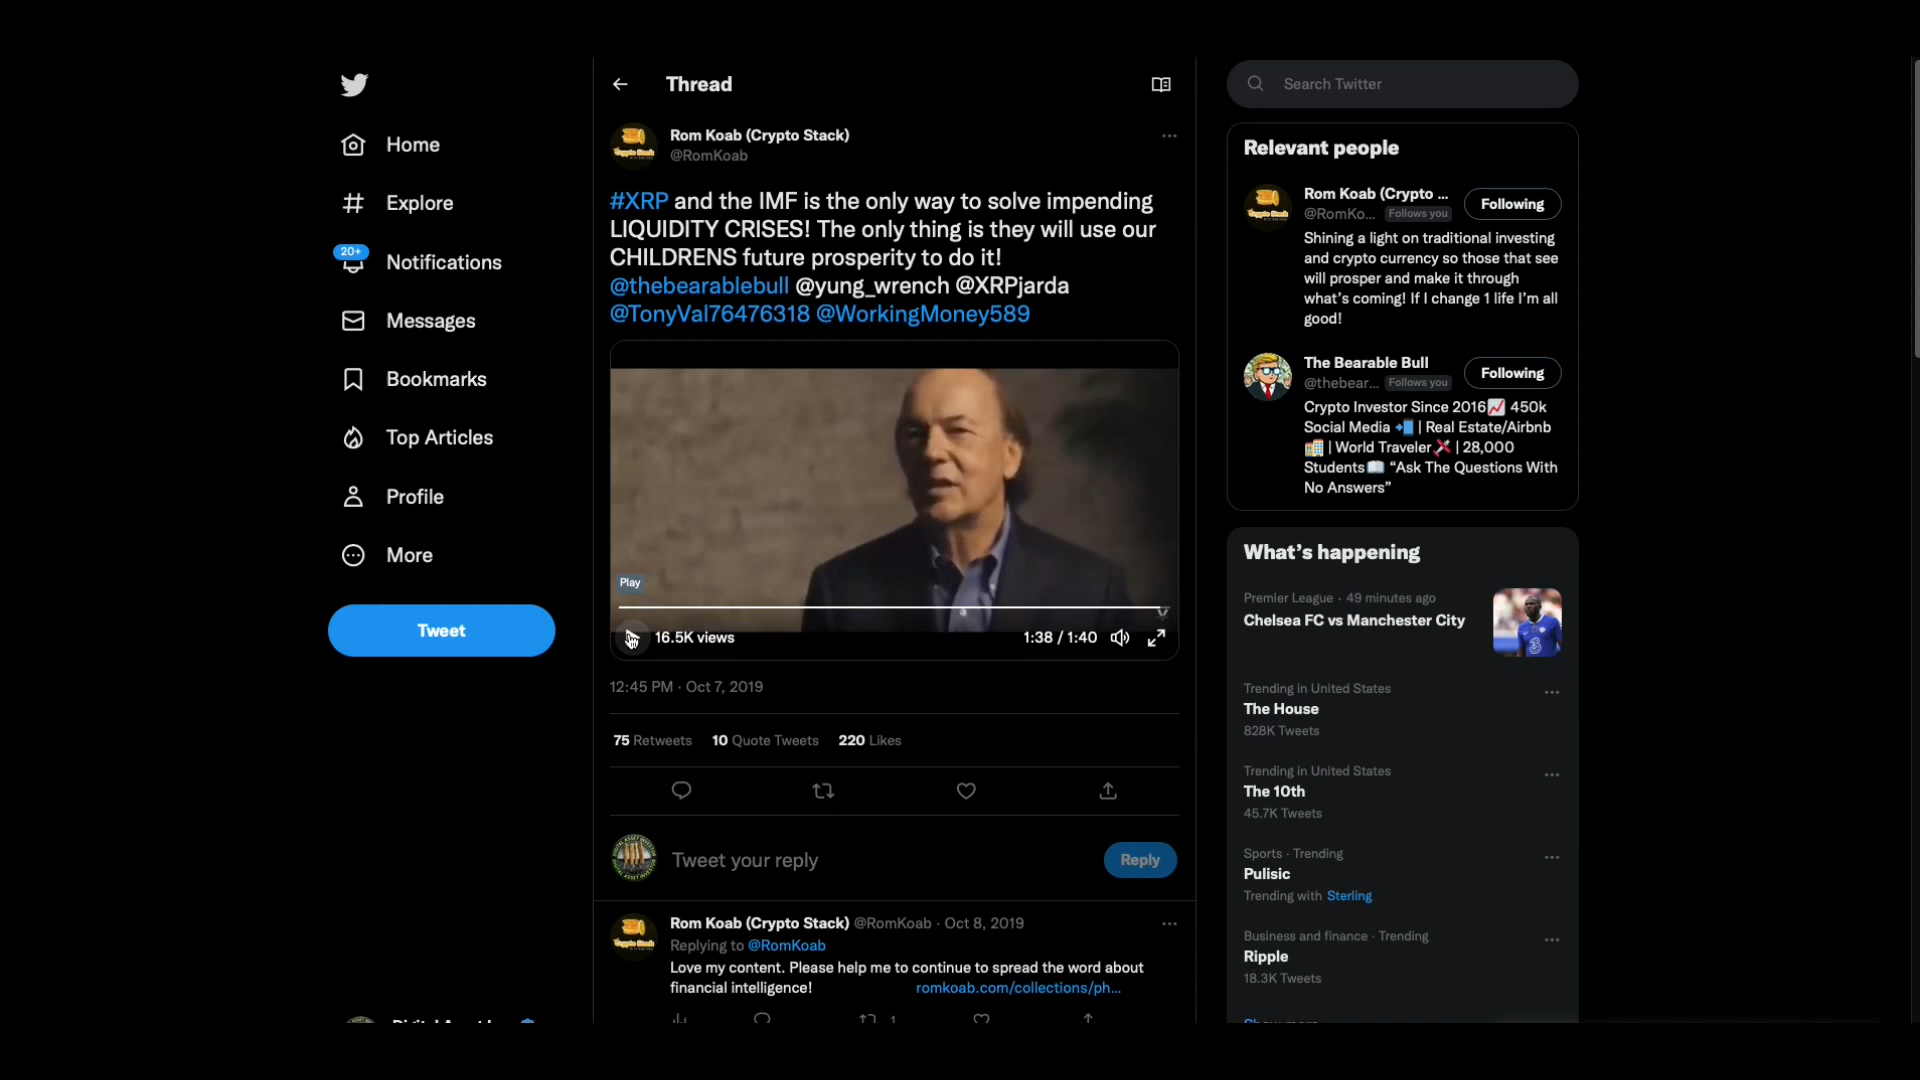 Home
Explore
20+
Notifications
Messages
Bookmarks
Top Articles
Profile
More
Tweet
Thread
Rom Koab (Crypto Stack)
@RomKoab
#XRP and the IMF is the only way to solve impending
LIQUIDITY CRISES! The only thing is they will use our
CHILDRENS future prosperity to do it!
@thebearablebull @yung_wrench @XRPjarda
@TonyVal76476318 @WorkingMoney589
Play
16.5K views
1:38 / 1:40
12:45 PM · Oct 7, 2019
75 Retweets 10 Quote Tweets 220 Likes
Tweet your reply
Reply
Rom Koab (Crypto Stack) @RomKoab · Oct 8, 2019
Replying to @RomKoab
Love my content. Please help me to continue to spread the word about
financial intelligence! romkoab.com/collections/ph...
1
Search Twitter
Relevant people
Rom Koab (Crypto ...
@RomKo... Follows you
Following
Shining a light on traditional investing
and crypto currency so those that see
will prosper and make it through
what's coming! If I change 1 life I'm all
good!
The Bearable Bull
@thebear... Follows you
Following
Crypto Investor Since 2016📈 450k
Social Media 📲 | Real Estate/Airbnb
🏨 | World Traveler✈ | 28,000
Students📖 "Ask The Questions With
No Answers"
What's happening
Premier League · 49 minutes ago
Chelsea FC vs Manchester City
Trending in United States
The House
828K Tweets
Trending in United States
The 10th
45.7K Tweets
Sports · Trending
Pulisic
Trending with Sterling
Business and finance · Trending
Ripple
18.3K Tweets
Show more